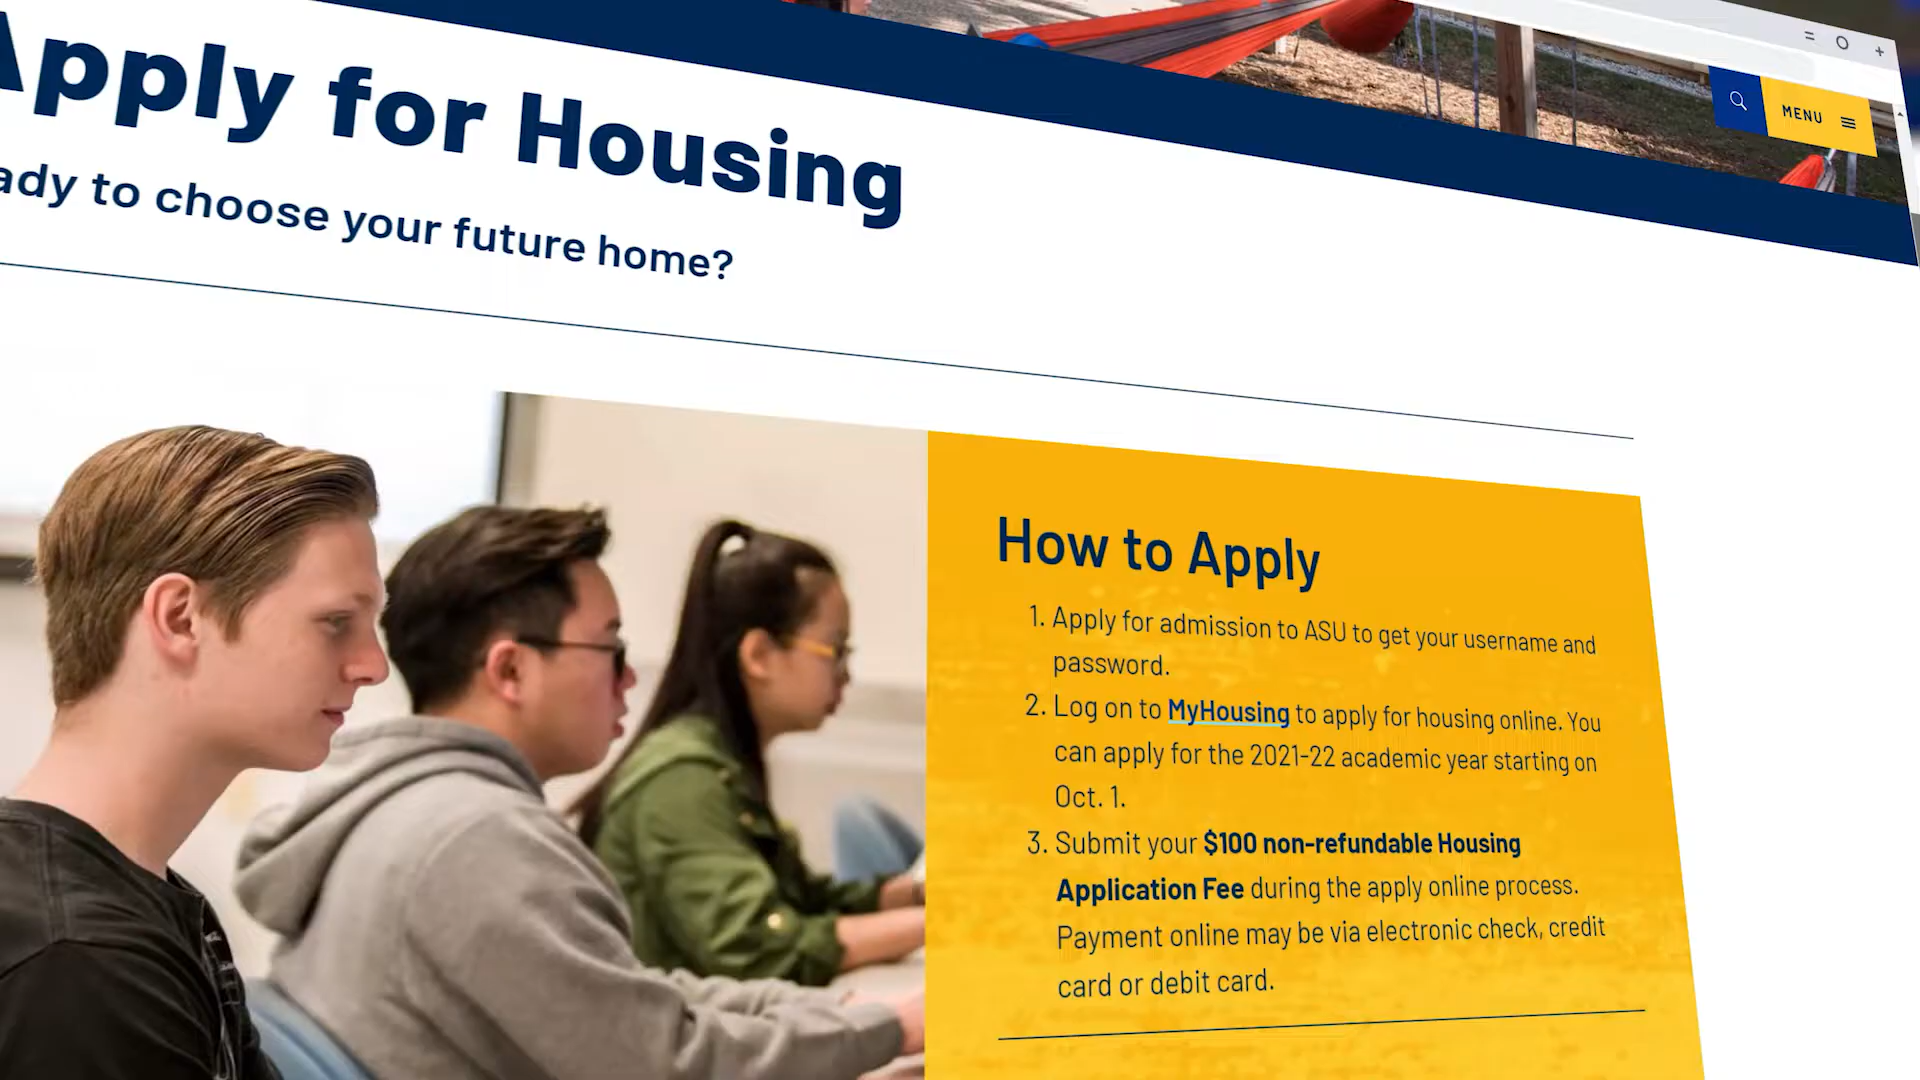 MENU
Apply for Housing
to choose your future home?
How to Apply
1. Apply for admission to ASU to get your username and
password.
2. Log on to MyHousing to apply for housing online. You
can apply for the 2021-22 academic year starting on
Oct. 1.
3. Submit your $100 non-refundable Housing
Application Fee during the apply online process.
Payment online may be via electronic check, credit
card or debit card.